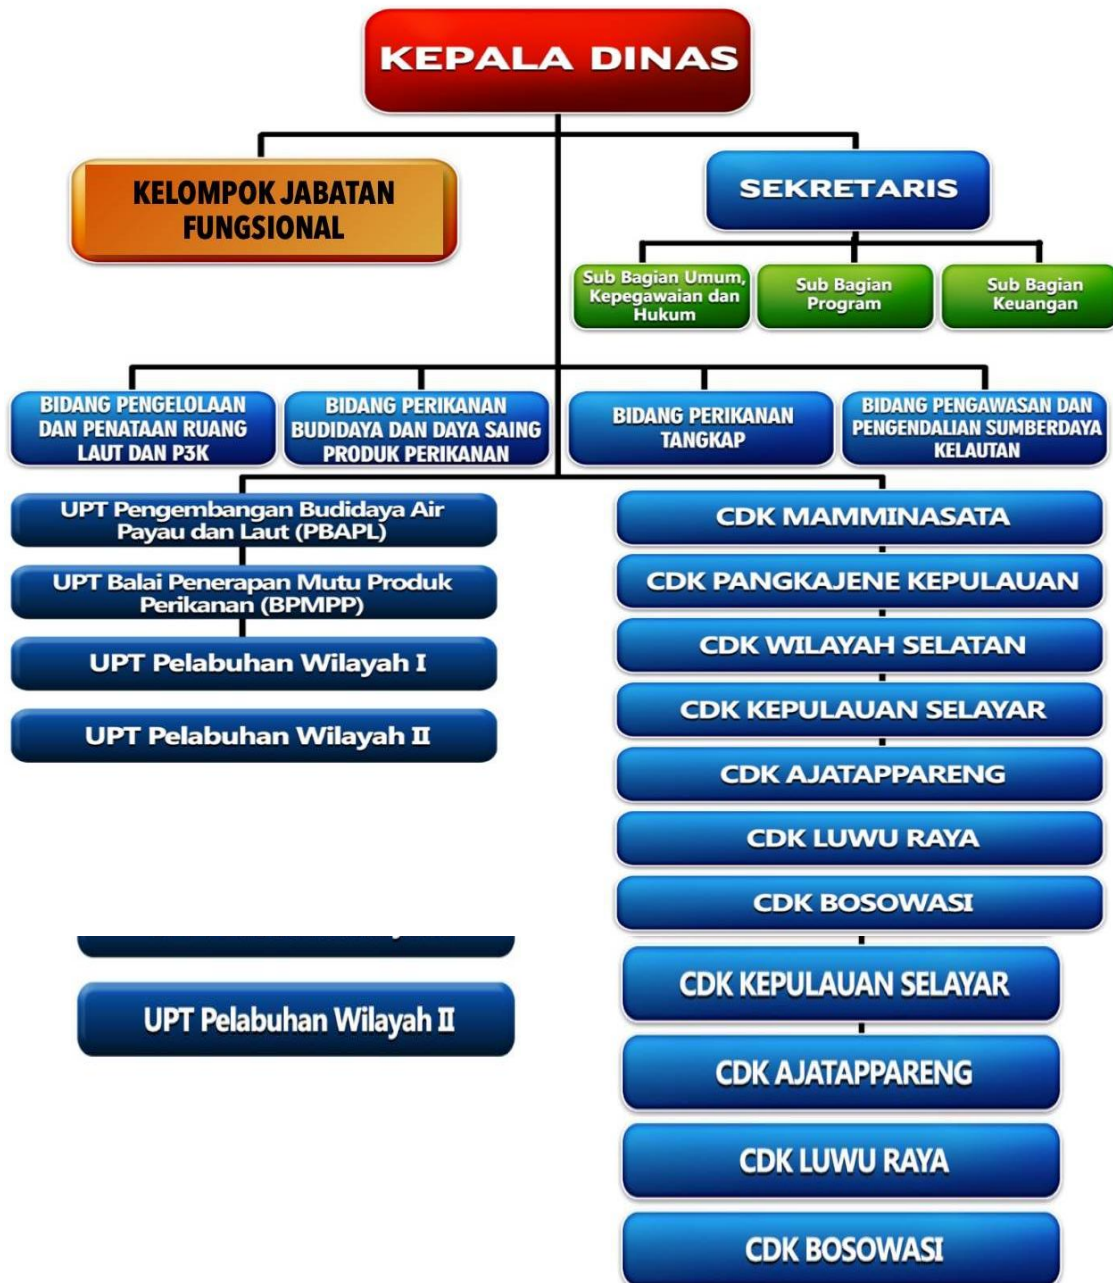 KEPALA DINAS
KELOMPOK JABATAN
FUNGSIONAL
SEKRETARIS
Sub Bagian Umum,
Kepegawaian dan
Hukum
Sub Bagian
Program
Sub Bagian
Keuangan
BIDANG PENGELOLAAN
DAN PENATAAN RUANG
LAUT DAN P3K
BIDANG PERIKANAN
BUDIDAYA DAN DAYA SAING
PRODUK PERIKANAN
BIDANG PERIKANAN
TANGKAP
BIDANG PENGAWASAN DAN
PENGENDALIAN SUMBERDAYA
KELAUTAN
UPT Pengembangan Budidaya Air
Payau dan Laut (PBAPL)
UPT Balai Penerapan Mutu Produk
Perikanan (BPMPP)
UPT Pelabuhan Wilayah I
UPT Pelabuhan Wilayah II
CDK MAMMINASATA
CDK PANGKAJENE KEPULAUAN
CDK WILAYAH SELATAN
CDK KEPULAUAN SELAYAR
CDK AJATAPPARENG
CDK LUWU RAYA
CDK BOSOWASI
UPT Pelabuhan Wilayah II
CDK KEPULAUAN SELAYAR
CDK AJATAPPARENG
CDK LUWU RAYA
CDK BOSOWASI